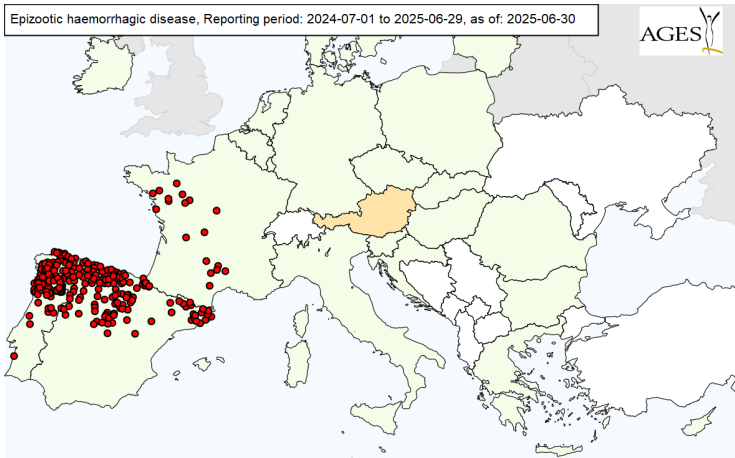 Epizootic haemorrhagic disease, Reporting period: 2024-07-01 to 2025-06-29, as of: 2025-06-30
AGES